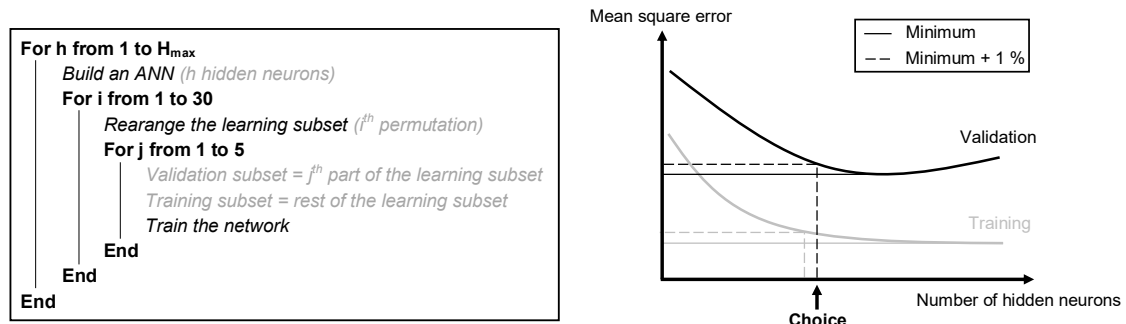 For h from 1 to Hmax
Build an ANN (h hidden neurons)
For i from 1 to 30
Rearange the learning subset (ith permutation)
For j from 1 to 5
Validation subset = jth part of the learning subset
Training subset = rest of the learning subset
Train the network
End
End
End
Mean square error
Minimum
Minimum + 1 %
Validation
Training
Number of hidden neurons
Choice